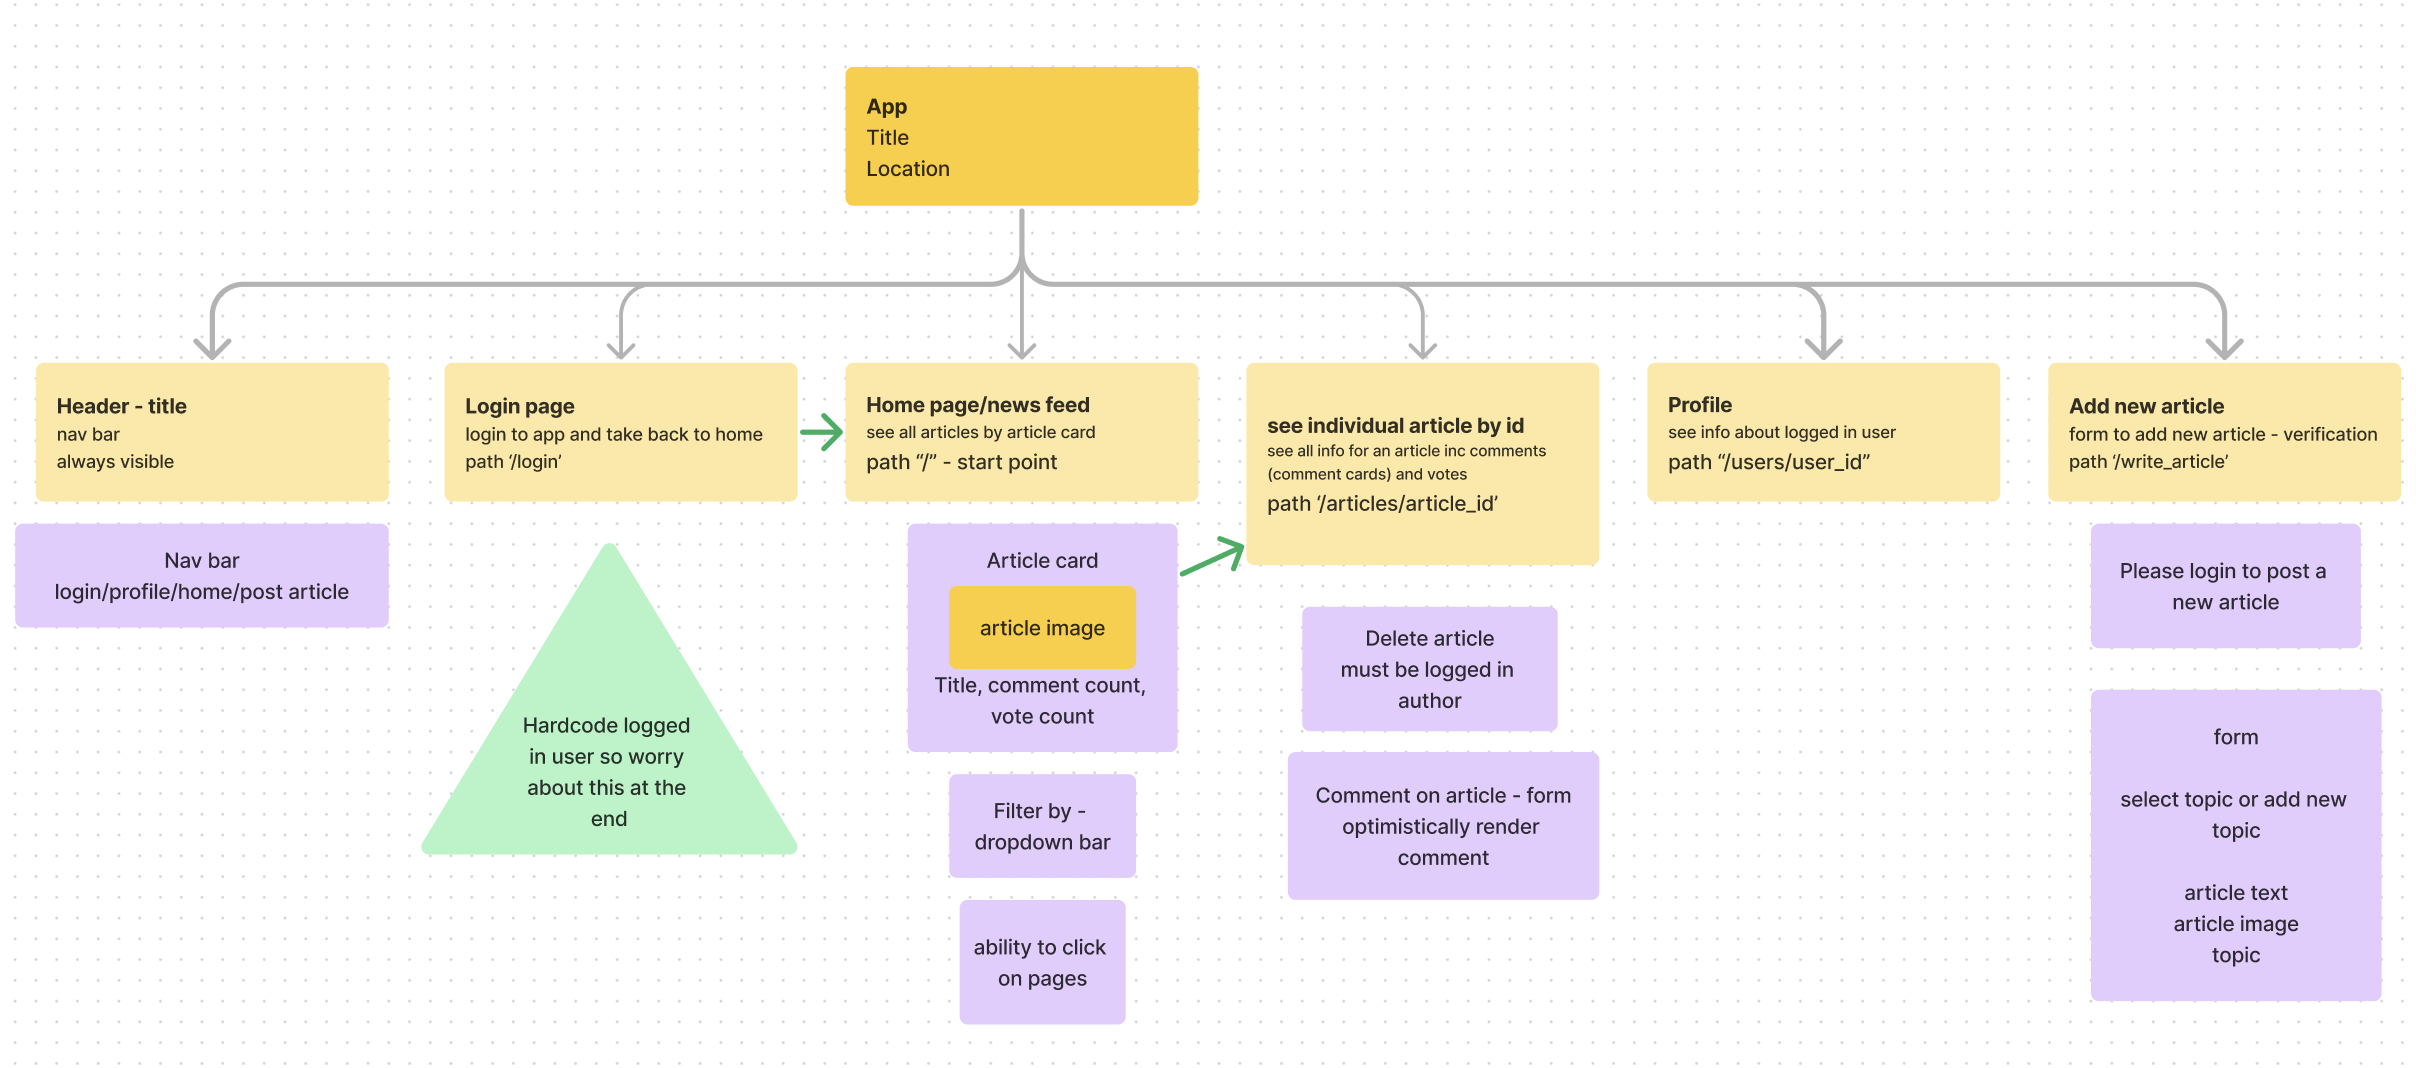 App
Title
Location
Header - title
nav bar
always visible
Nav bar
login/profile/home/post article
Login page
login to app and take back to home
path ‘/login’
Hardcode logged
in user so worry
about this at the
end
Home page/news feed
see all articles by article card
path “/” - start point
Article card
article image
Title, comment count,
vote count
Filter by -
dropdown bar
ability to click
on pages
see individual article by id
see all info for an article inc comments
(comment cards) and votes
path ‘/articles/article_id’
Delete article
must be logged in
author
Comment on article - form
optimistically render
comment
Profile
see info about logged in user
path “/users/user_id”
Add new article
form to add new article - verification
path ‘/write_article’
Please login to post a
new article
form
select topic or add new
topic
article text
article image
topic